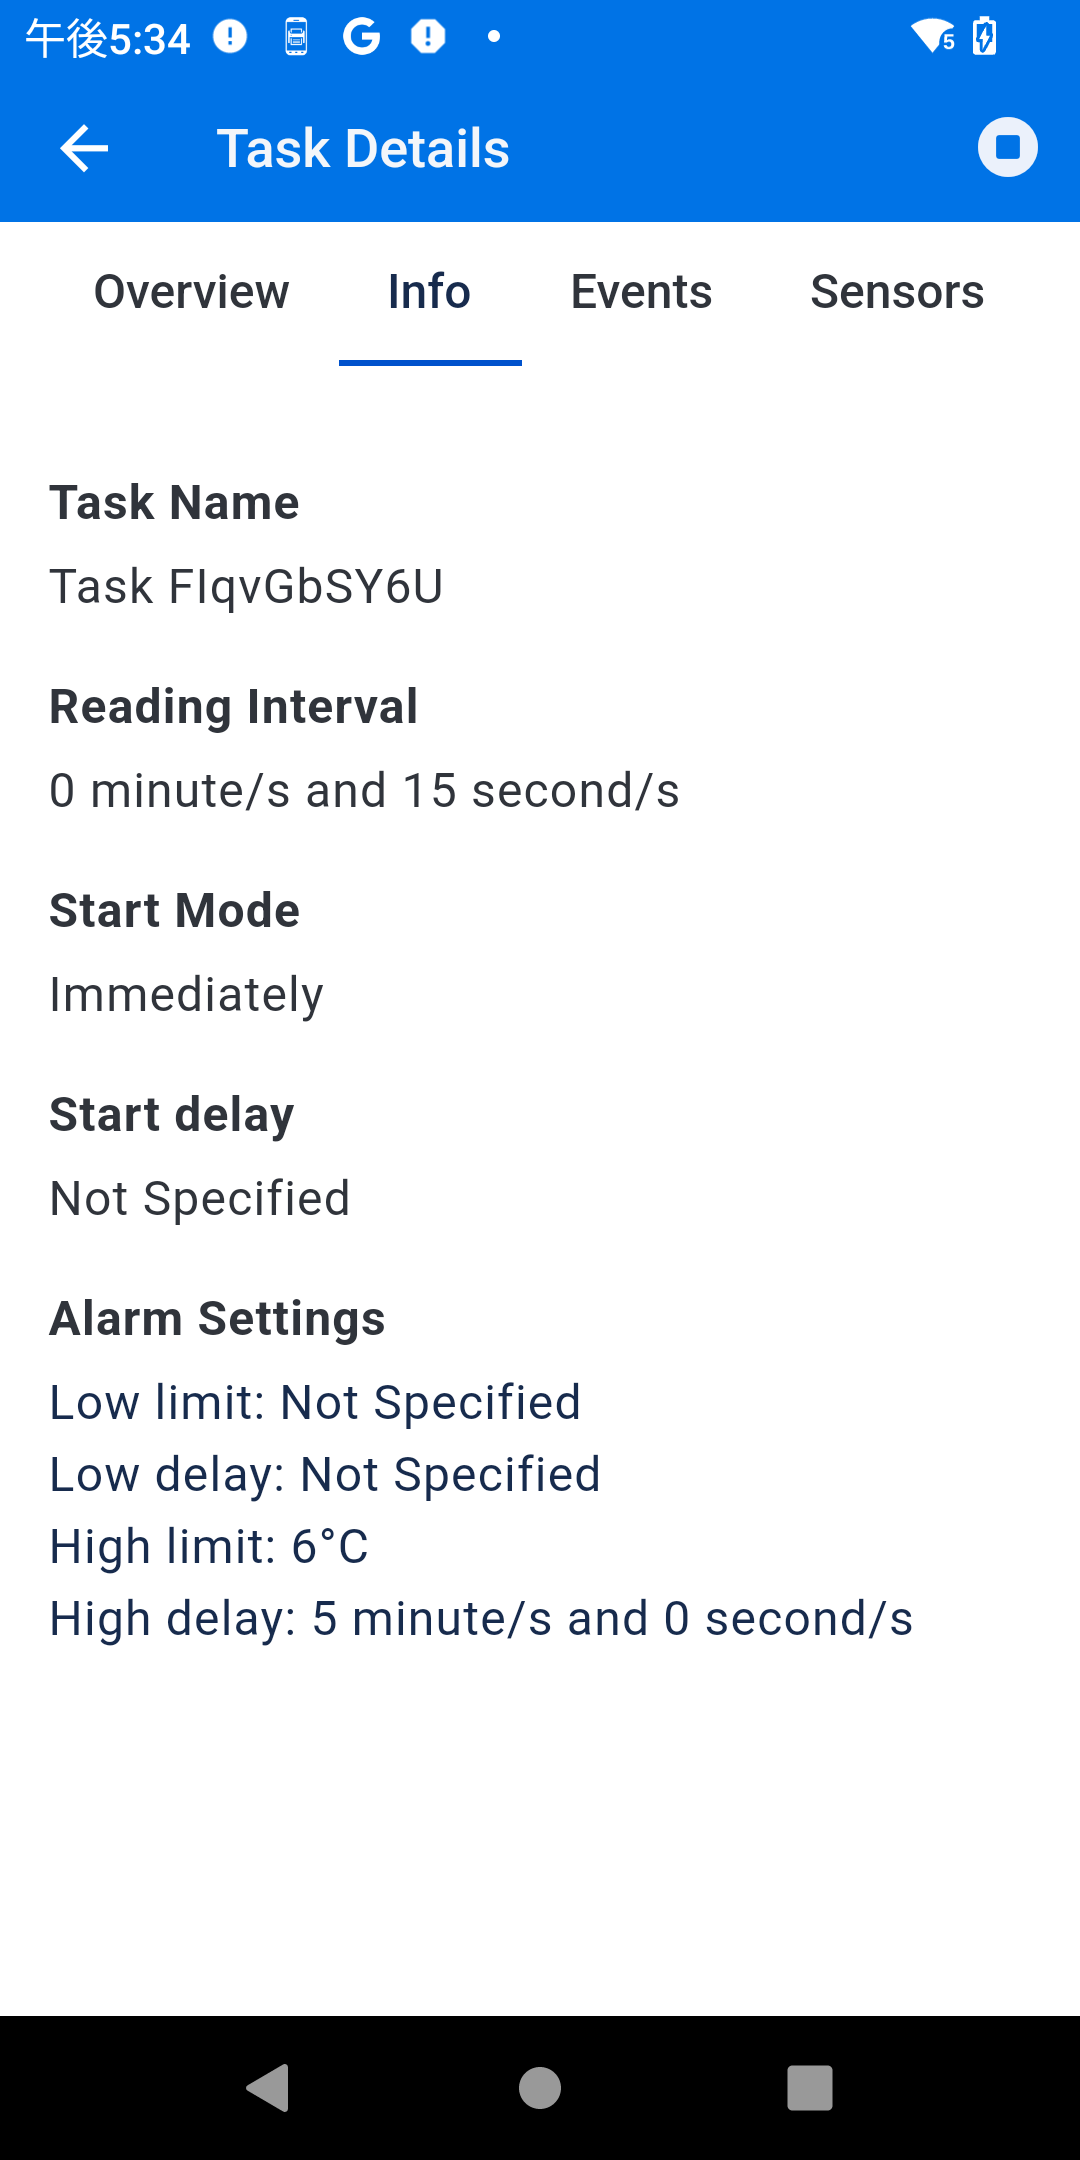 午後5:34
5
Task Details
Overview Info Events Sensors
Task Name
Task FIqvGbSY6U
Reading Interval
0 minute/s and 15 second/s
Start Mode
Immediately
Start delay
Not Specified
Alarm Settings
Low limit: Not Specified
Low delay: Not Specified
High limit: 6°C
High delay: 5 minute/s and 0 second/s